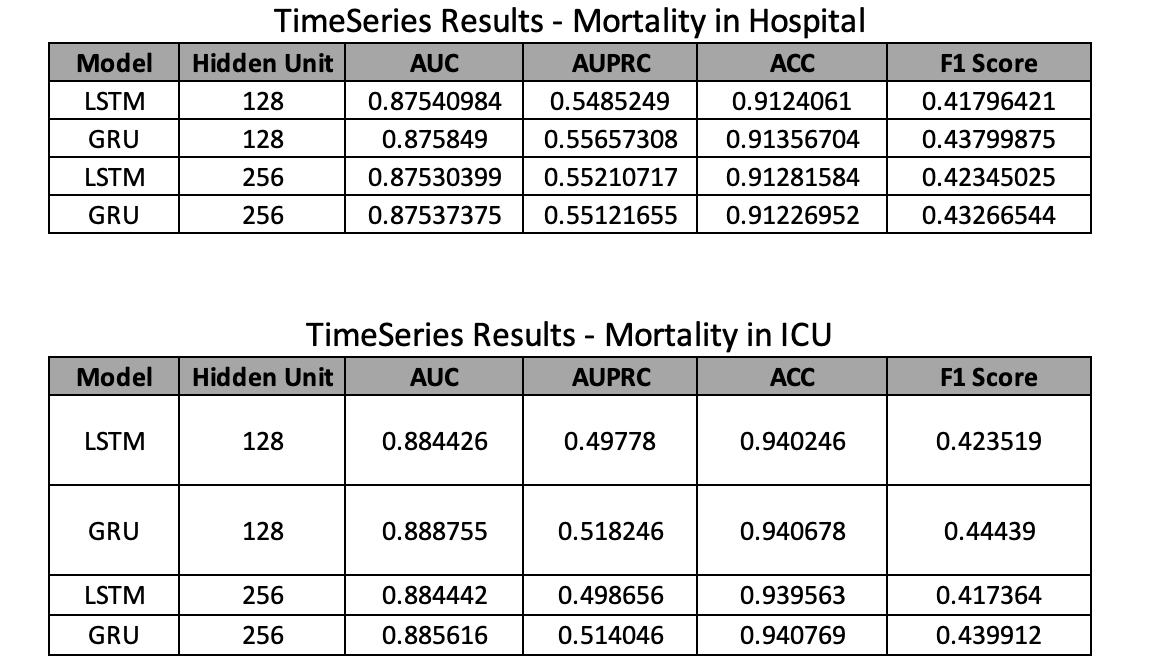 TimeSeries Results - Mortality in Hospital
Model Hidden Unit AUC AUPRC ACC F1 Score
LSTM 128 0.87540984 0.5485249 0.9124061 0.41796421
GRU 128 0.875849 0.55657308 0.91356704 0.43799875
LSTM 256 0.87530399 0.55210717 0.91281584 0.42345025
GRU 256 0.87537375 0.55121655 0.91226952 0.43266544
TimeSeries Results - Mortality in ICU
Model Hidden Unit AUC AUPRC ACC F1 Score
LSTM 128 0.884426 0.49778 0.940246 0.423519
GRU 128 0.888755 0.518246 0.940678 0.44439
LSTM 256 0.884442 0.498656 0.939563 0.417364
GRU 256 0.885616 0.514046 0.940769 0.439912